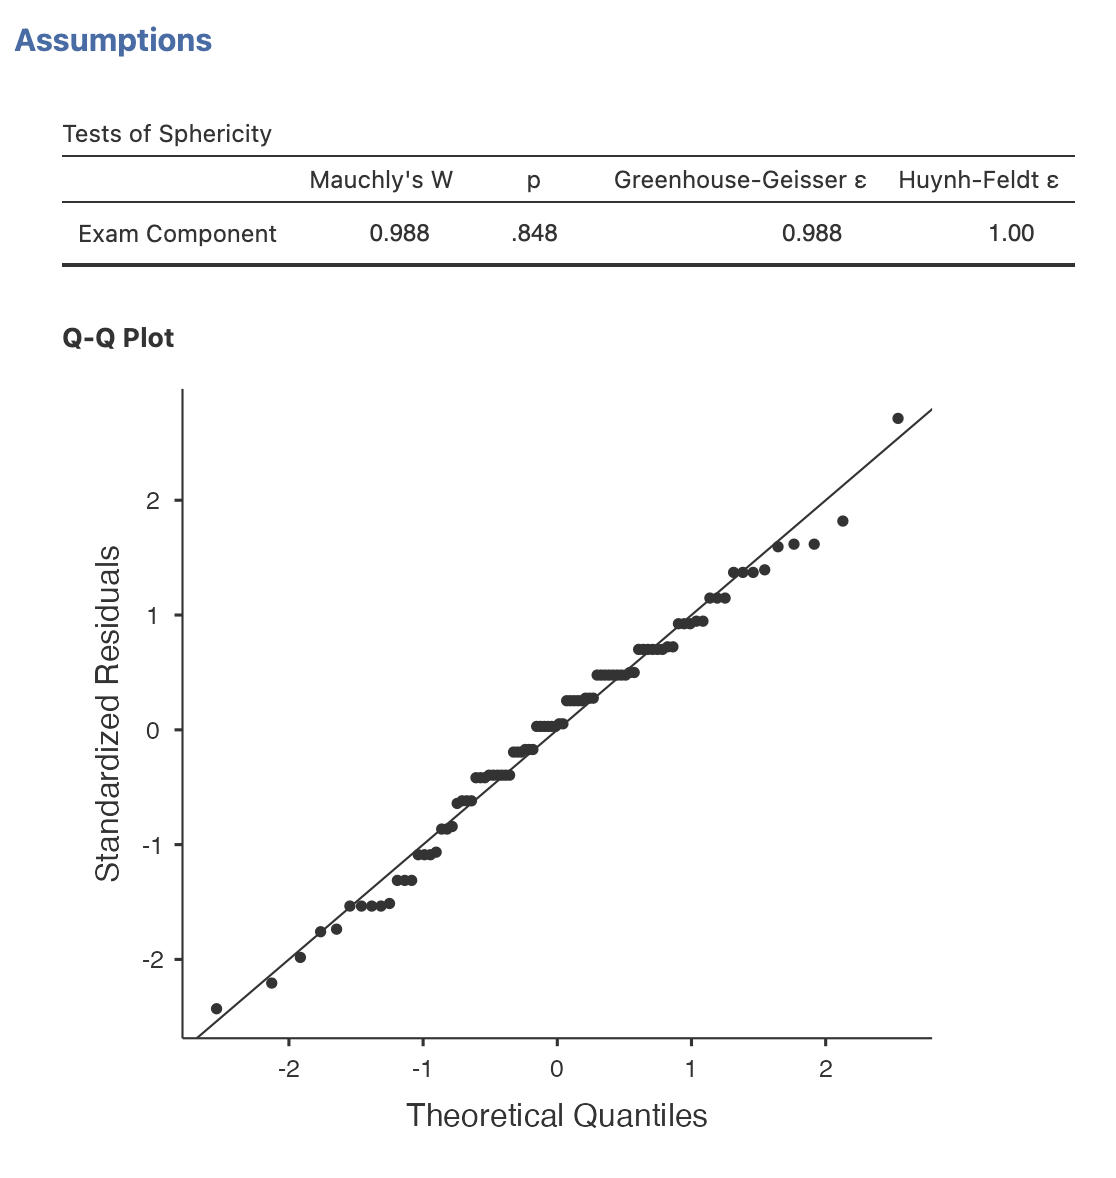 Assumptions
Tests of Sphericity
Mauchly's W p Greenhouse-Geisser ε Huynh-Feldt ε
Exam Component 0.988 .848 0.988 1.00
Q-Q Plot
2
1
0
-1
-2
Standardized Residuals
-2 -1 0 1 2
Theoretical Quantiles